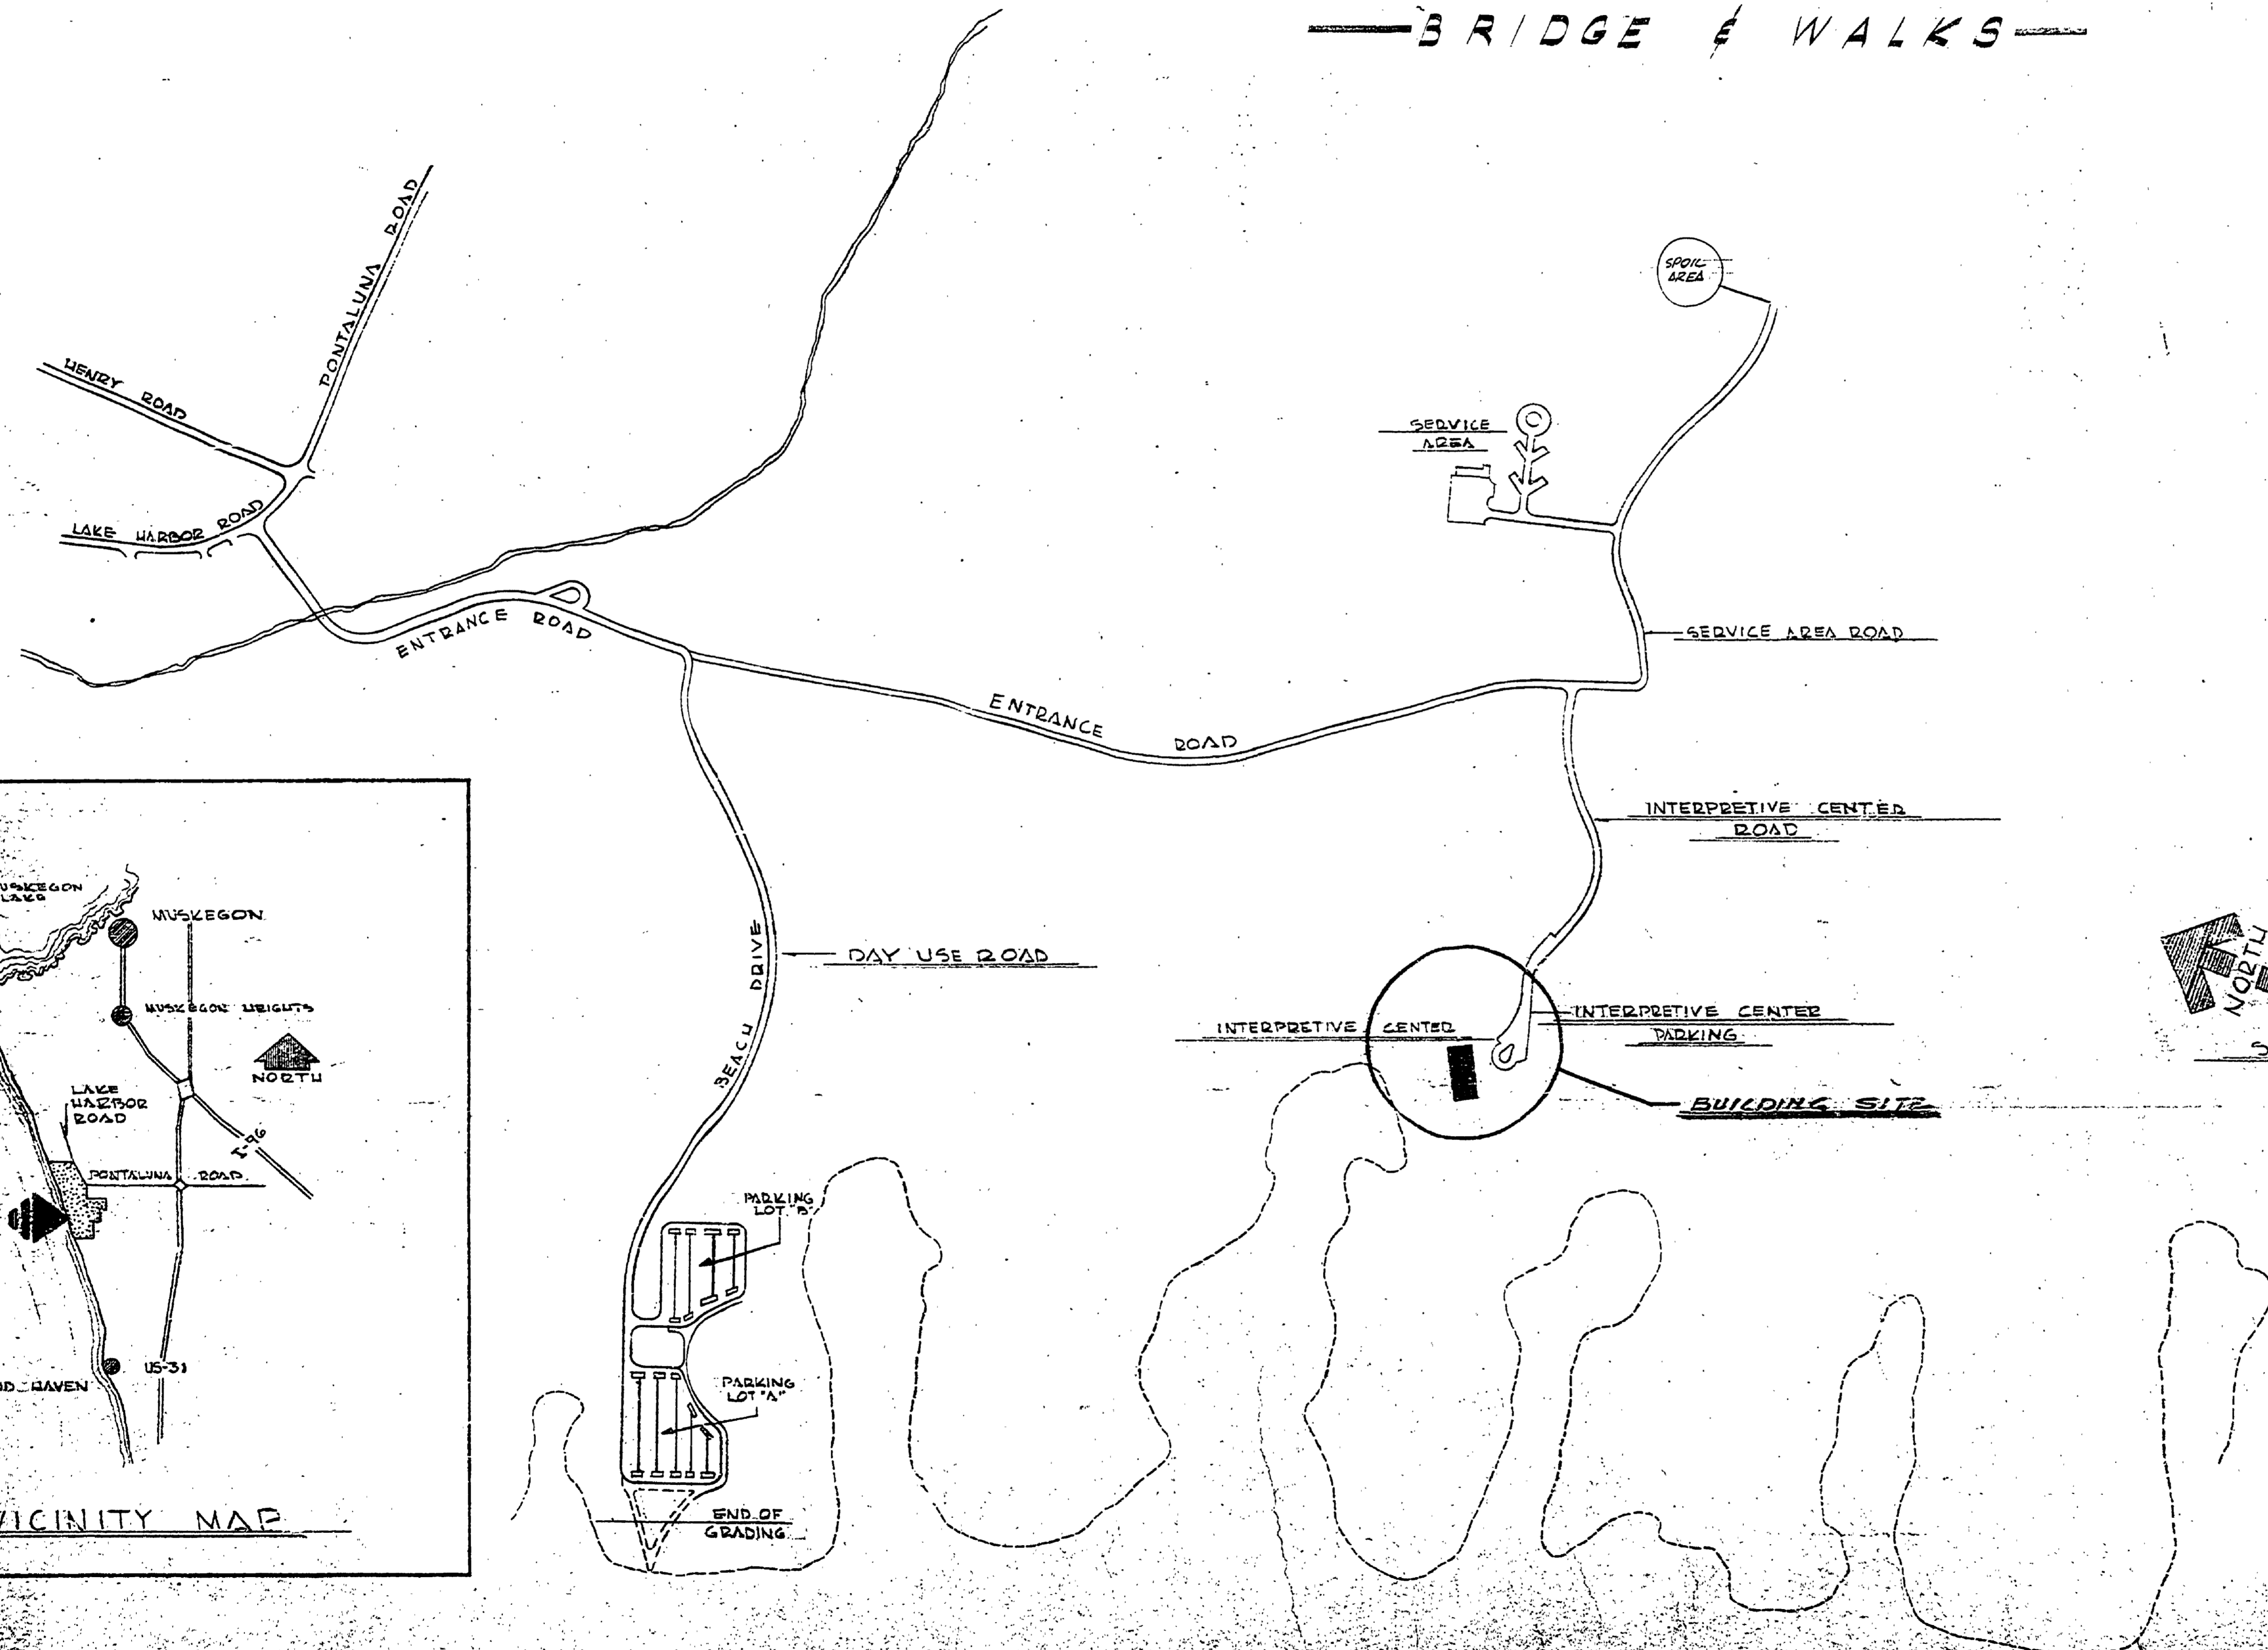 BRIDGE & WALKS
PONTALUNA ROAD
HENRY ROAD
LAKE HARBOR ROAD
ENTRANCE ROAD
SPOIL
AREA
SERVICE
AREA
SERVICE AREA ROAD
ENTRANCE ROAD
INTERPRETIVE CENTER
ROAD
BEACH DRIVE
DAY USE ROAD
INTERPRETIVE CENTER
INTERPRETIVE CENTER
PARKING
BUILDING SITE
NORTH
S
PARKING
LOT "B"
PARKING
LOT "A"
END OF
GRADING
USKEGON
LAKE
MUSKEGON
MUSKEGON HEIGHTS
NORTH
LAKE
HARBOR
ROAD
I-96
PONTALUNA ROAD
US-31
D HAVEN
VICINITY MAP